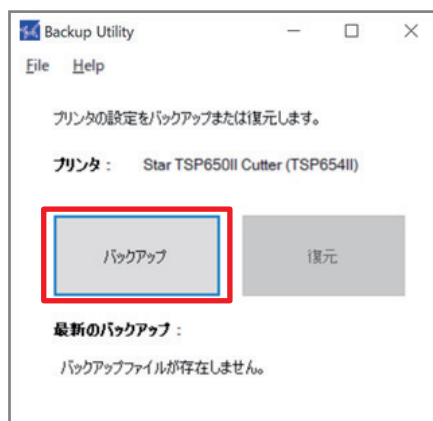 Backup Utility
File Help
プリンタの設定をバックアップまたは復元します。
プリンタ： Star TSP650II Cutter (TSP654II)
バックアップ 復元
最新のバックアップ：
バックアップファイルが存在しません。